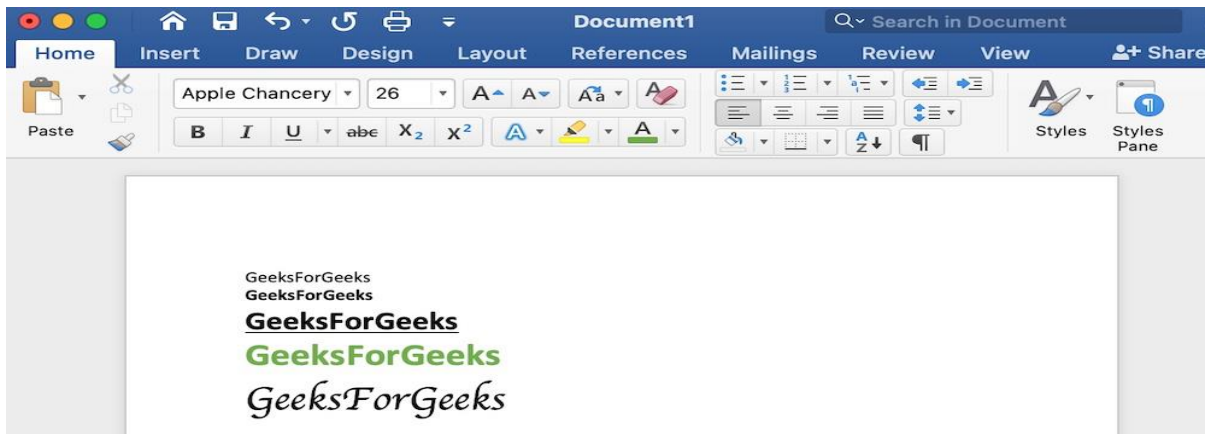 Document1
Search in Document
Home Insert Draw Design Layout References Mailings Review View Share
Apple Chancery 26 A A Aa A
Paste
B I U abc X2 X² A A
A Z
Styles
Styles
Pane
GeeksForGeeks
GeeksForGeeks
GeeksForGeeks
GeeksForGeeks
GeeksForGeeks